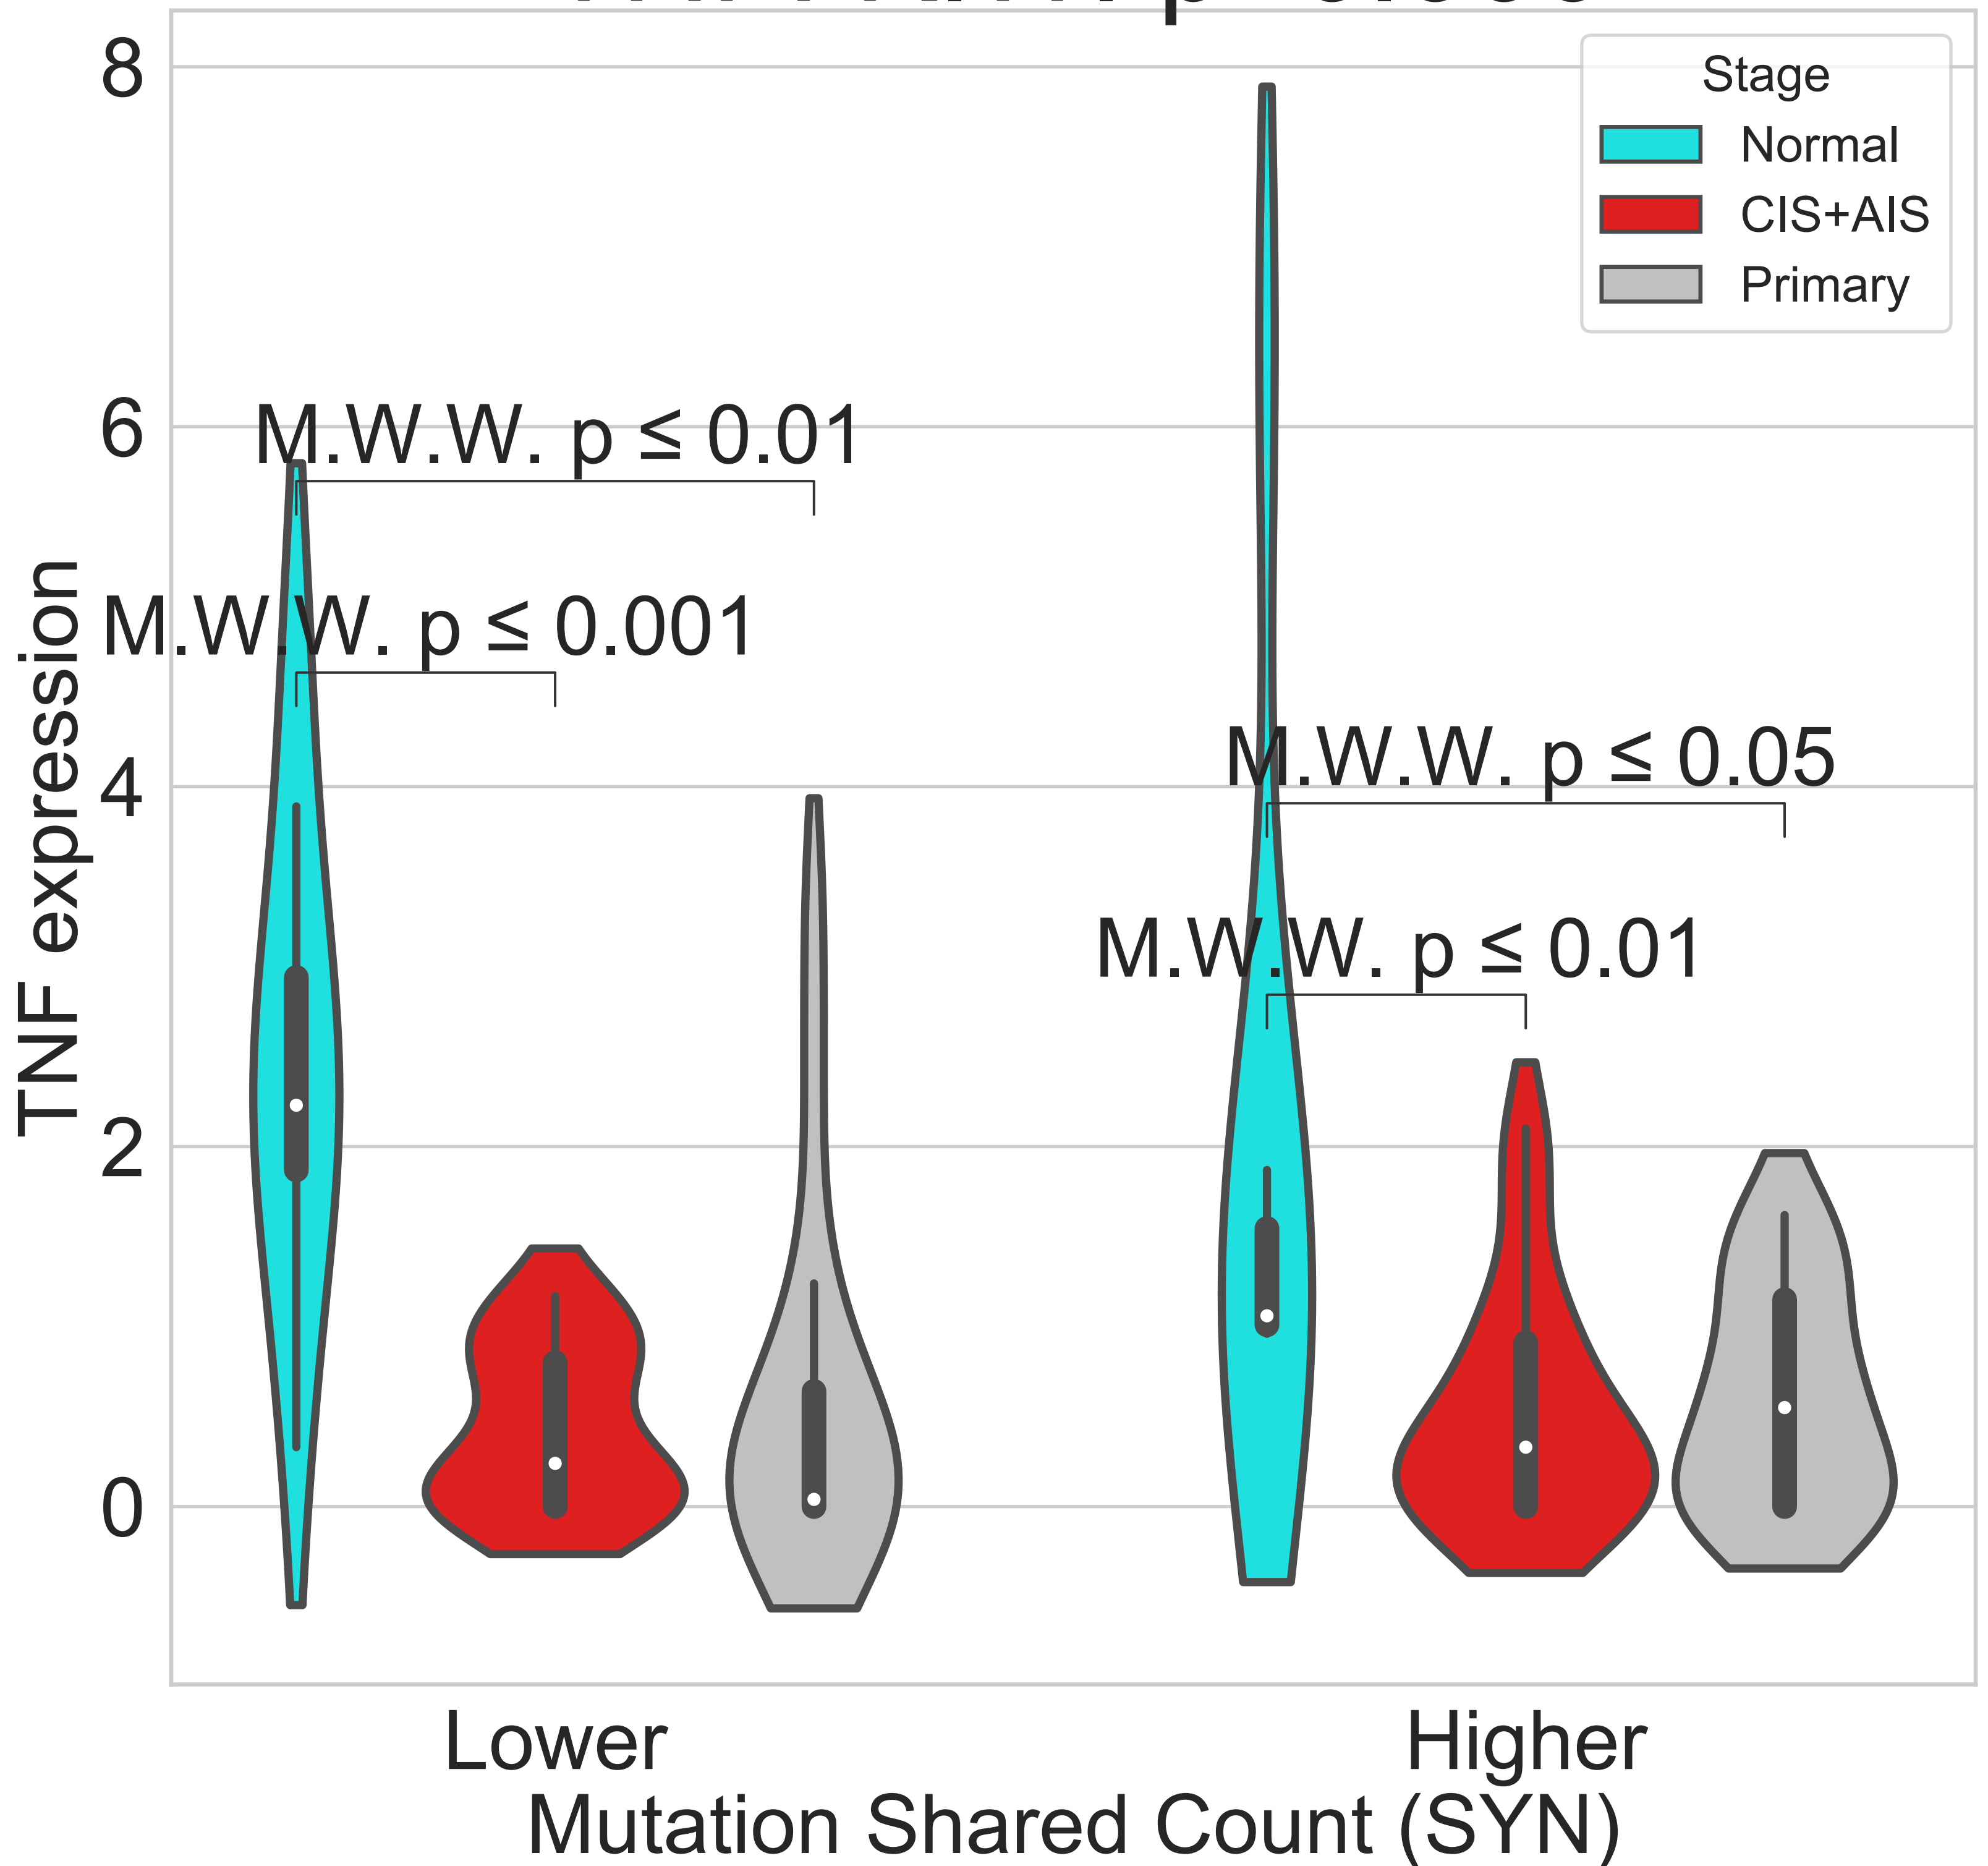 8
6
4
2
0
TNF expression
Stage
Normal
CIS+AIS
Primary
M.W.W. p ≤ 0.01
M.W.W. p ≤ 0.001
M.W.W. p ≤ 0.05
M.W.W. p ≤ 0.01
Lower
Higher
Mutation Shared Count (SYN)